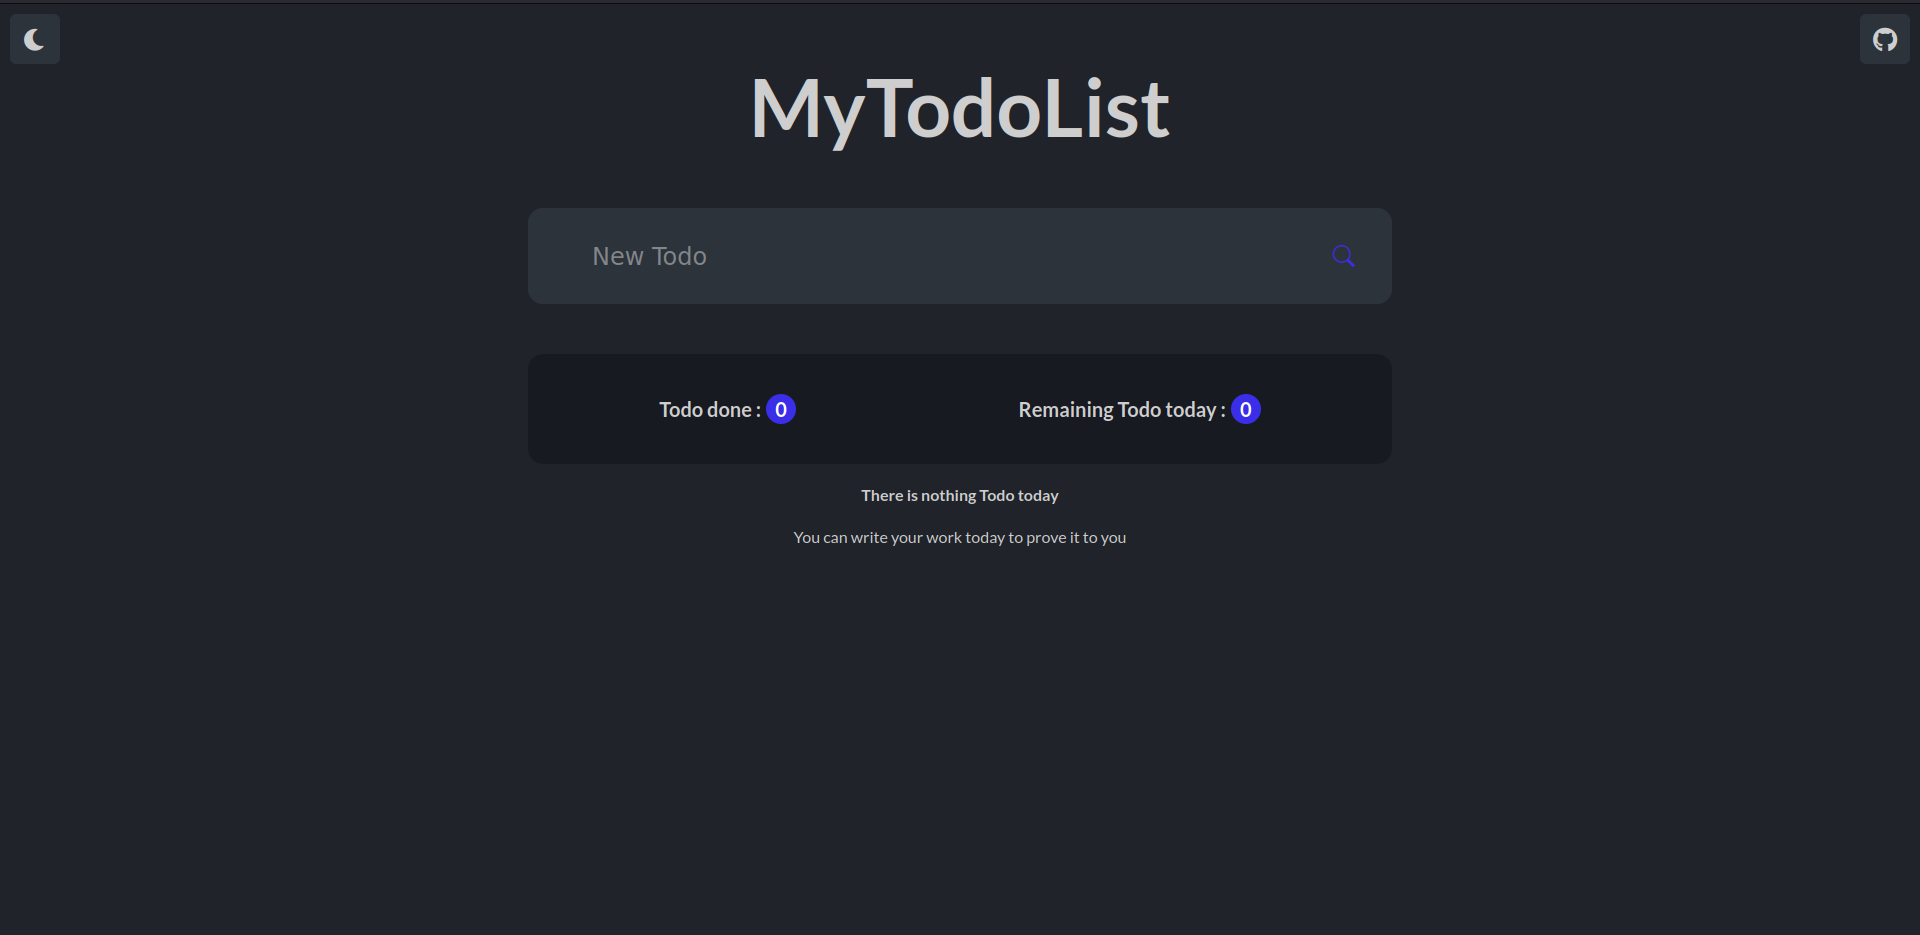 MyTodoList
New Todo
Todo done : 0
Remaining Todo today : 0
There is nothing Todo today
You can write your work today to prove it to you